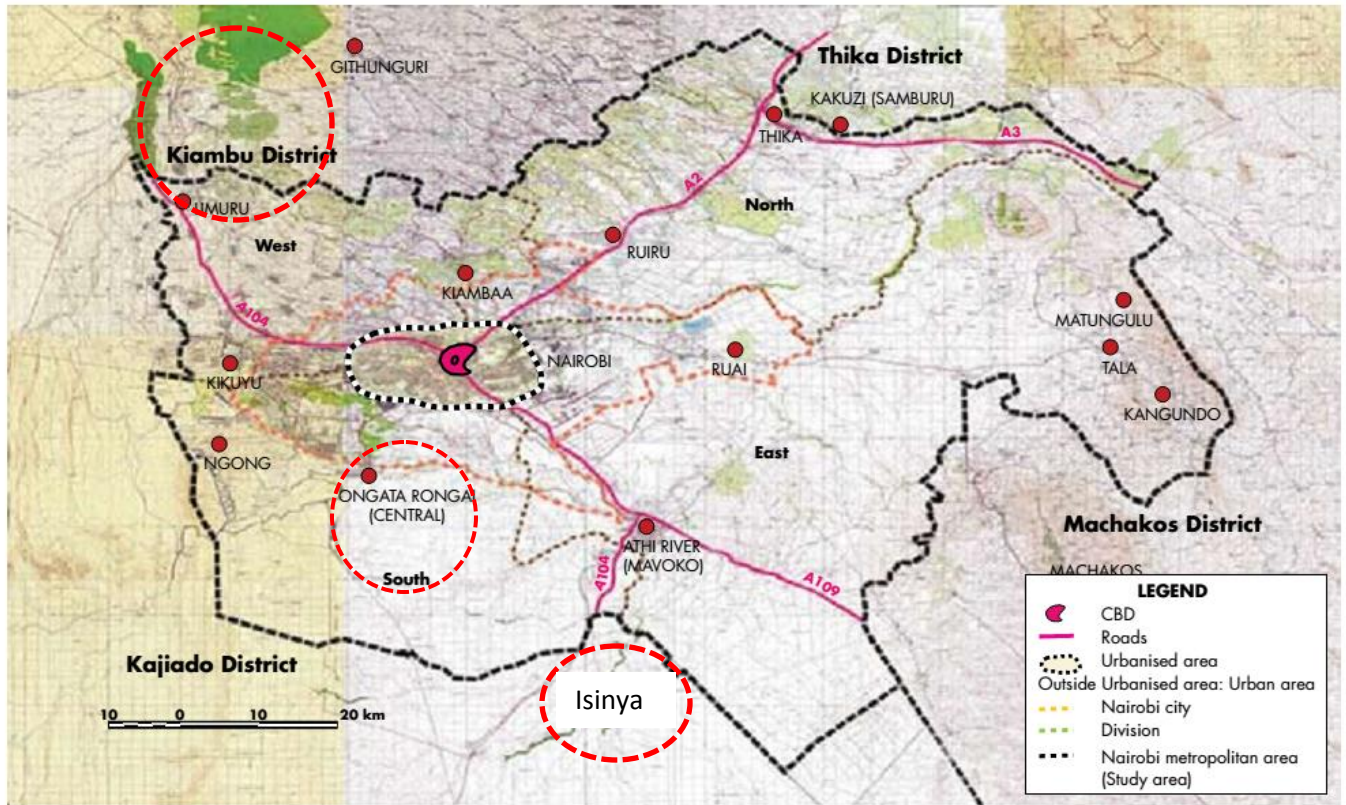 GITHUNGURI
Thika District
KAKUZI (SAMBURU)
THIKA
A3
Kiambu District
UMURU
A2
North
West
RUIRU
KIAMBAA
A104
MATUNGULU
NAIROBI
RUAI
TALA
KIKUYU
KANGUNDO
NGONG
East
ONGATA RONGAI
(CENTRAL)
Machakos District
ATHI RIVER
(MAVOKO)
South
A104
A109
MACHAKOS
Kajiado District
Isinya
10 0 10 20 km
LEGEND
CBD
Roads
Urbanised area
Outside Urbanised area: Urban area
Nairobi city
Division
Nairobi metropolitan area
(Study area)